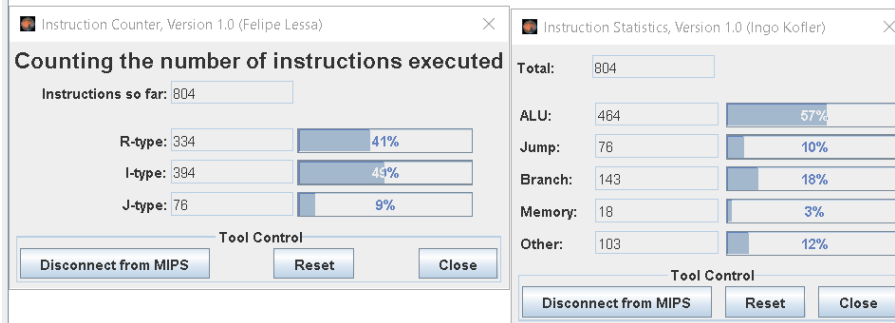 Instruction Counter, Version 1.0 (Felipe Lessa)
Counting the number of instructions executed
Instructions so far: 804
R-type: 334 41%
I-type: 394 49%
J-type: 76 9%
Tool Control
Disconnect from MIPS Reset Close
Instruction Statistics, Version 1.0 (Ingo Kofler)
Total: 804
ALU: 464 57%
Jump: 76 10%
Branch: 143 18%
Memory: 18 3%
Other: 103 12%
Tool Control
Disconnect from MIPS Reset Close